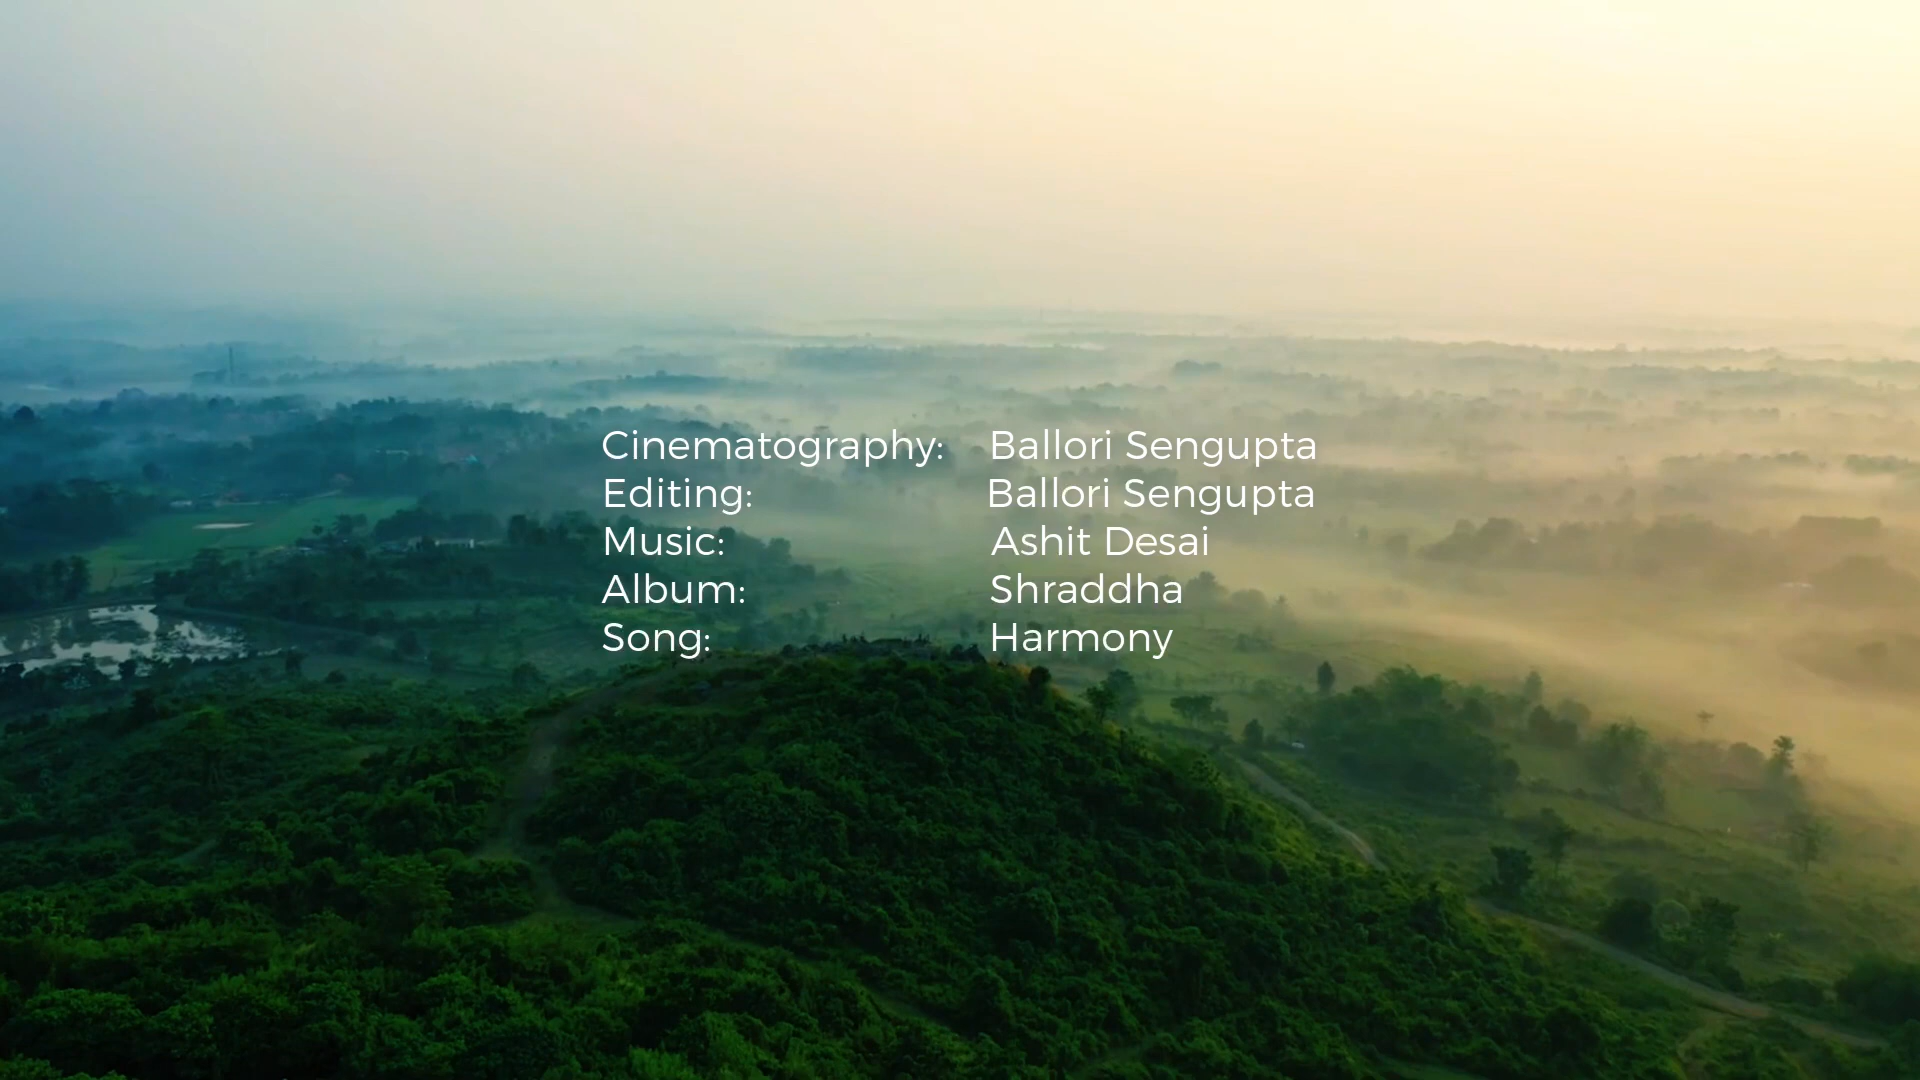 Cinematography: Ballori Sengupta
Editing: Ballori Sengupta
Music: Ashit Desai
Album: Shraddha
Song: Harmony